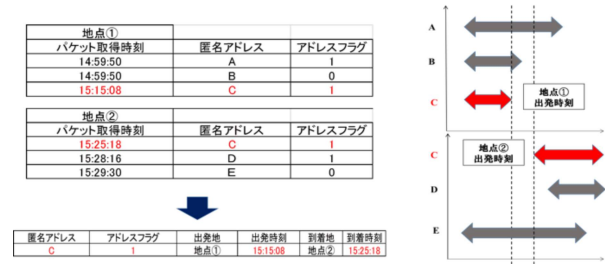 地点①
パケット取得時刻 匿名アドレス アドレスフラグ
14:59:50 A 1
14:59:50 B 0
15:15:08 C 1
地点②
パケット取得時刻 匿名アドレス アドレスフラグ
15:25:18 C 1
15:28:16 D 1
15:29:30 E 0
匿名アドレス アドレスフラグ 出発地 出発時刻 到着地 到着時刻
C 1 地点① 15:15:08 地点② 15:25:18
A
B
C
地点①
出発時刻
C
地点②
出発時刻
D
E